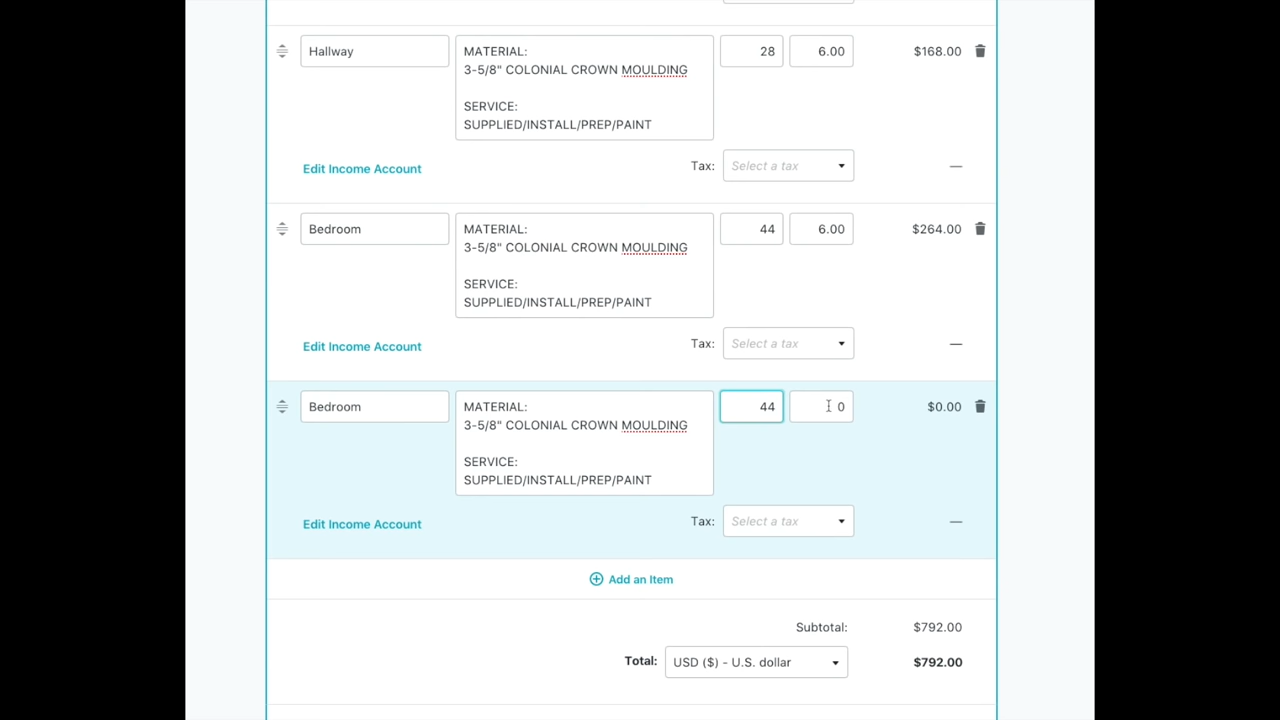 Hallway
MATERIAL:
3-5/8" COLONIAL CROWN MOULDING
SERVICE:
SUPPLIED/INSTALL/PREP/PAINT
28
6.00
$168.00
Edit Income Account
Tax:
Select a tax
—
Bedroom
MATERIAL:
3-5/8" COLONIAL CROWN MOULDING
SERVICE:
SUPPLIED/INSTALL/PREP/PAINT
44
6.00
$264.00
Edit Income Account
Tax:
Select a tax
—
Bedroom
MATERIAL:
3-5/8" COLONIAL CROWN MOULDING
SERVICE:
SUPPLIED/INSTALL/PREP/PAINT
44
0
$0.00
Edit Income Account
Tax:
Select a tax
—
Add an Item
Subtotal: $792.00
Total: USD ($) - U.S. dollar $792.00